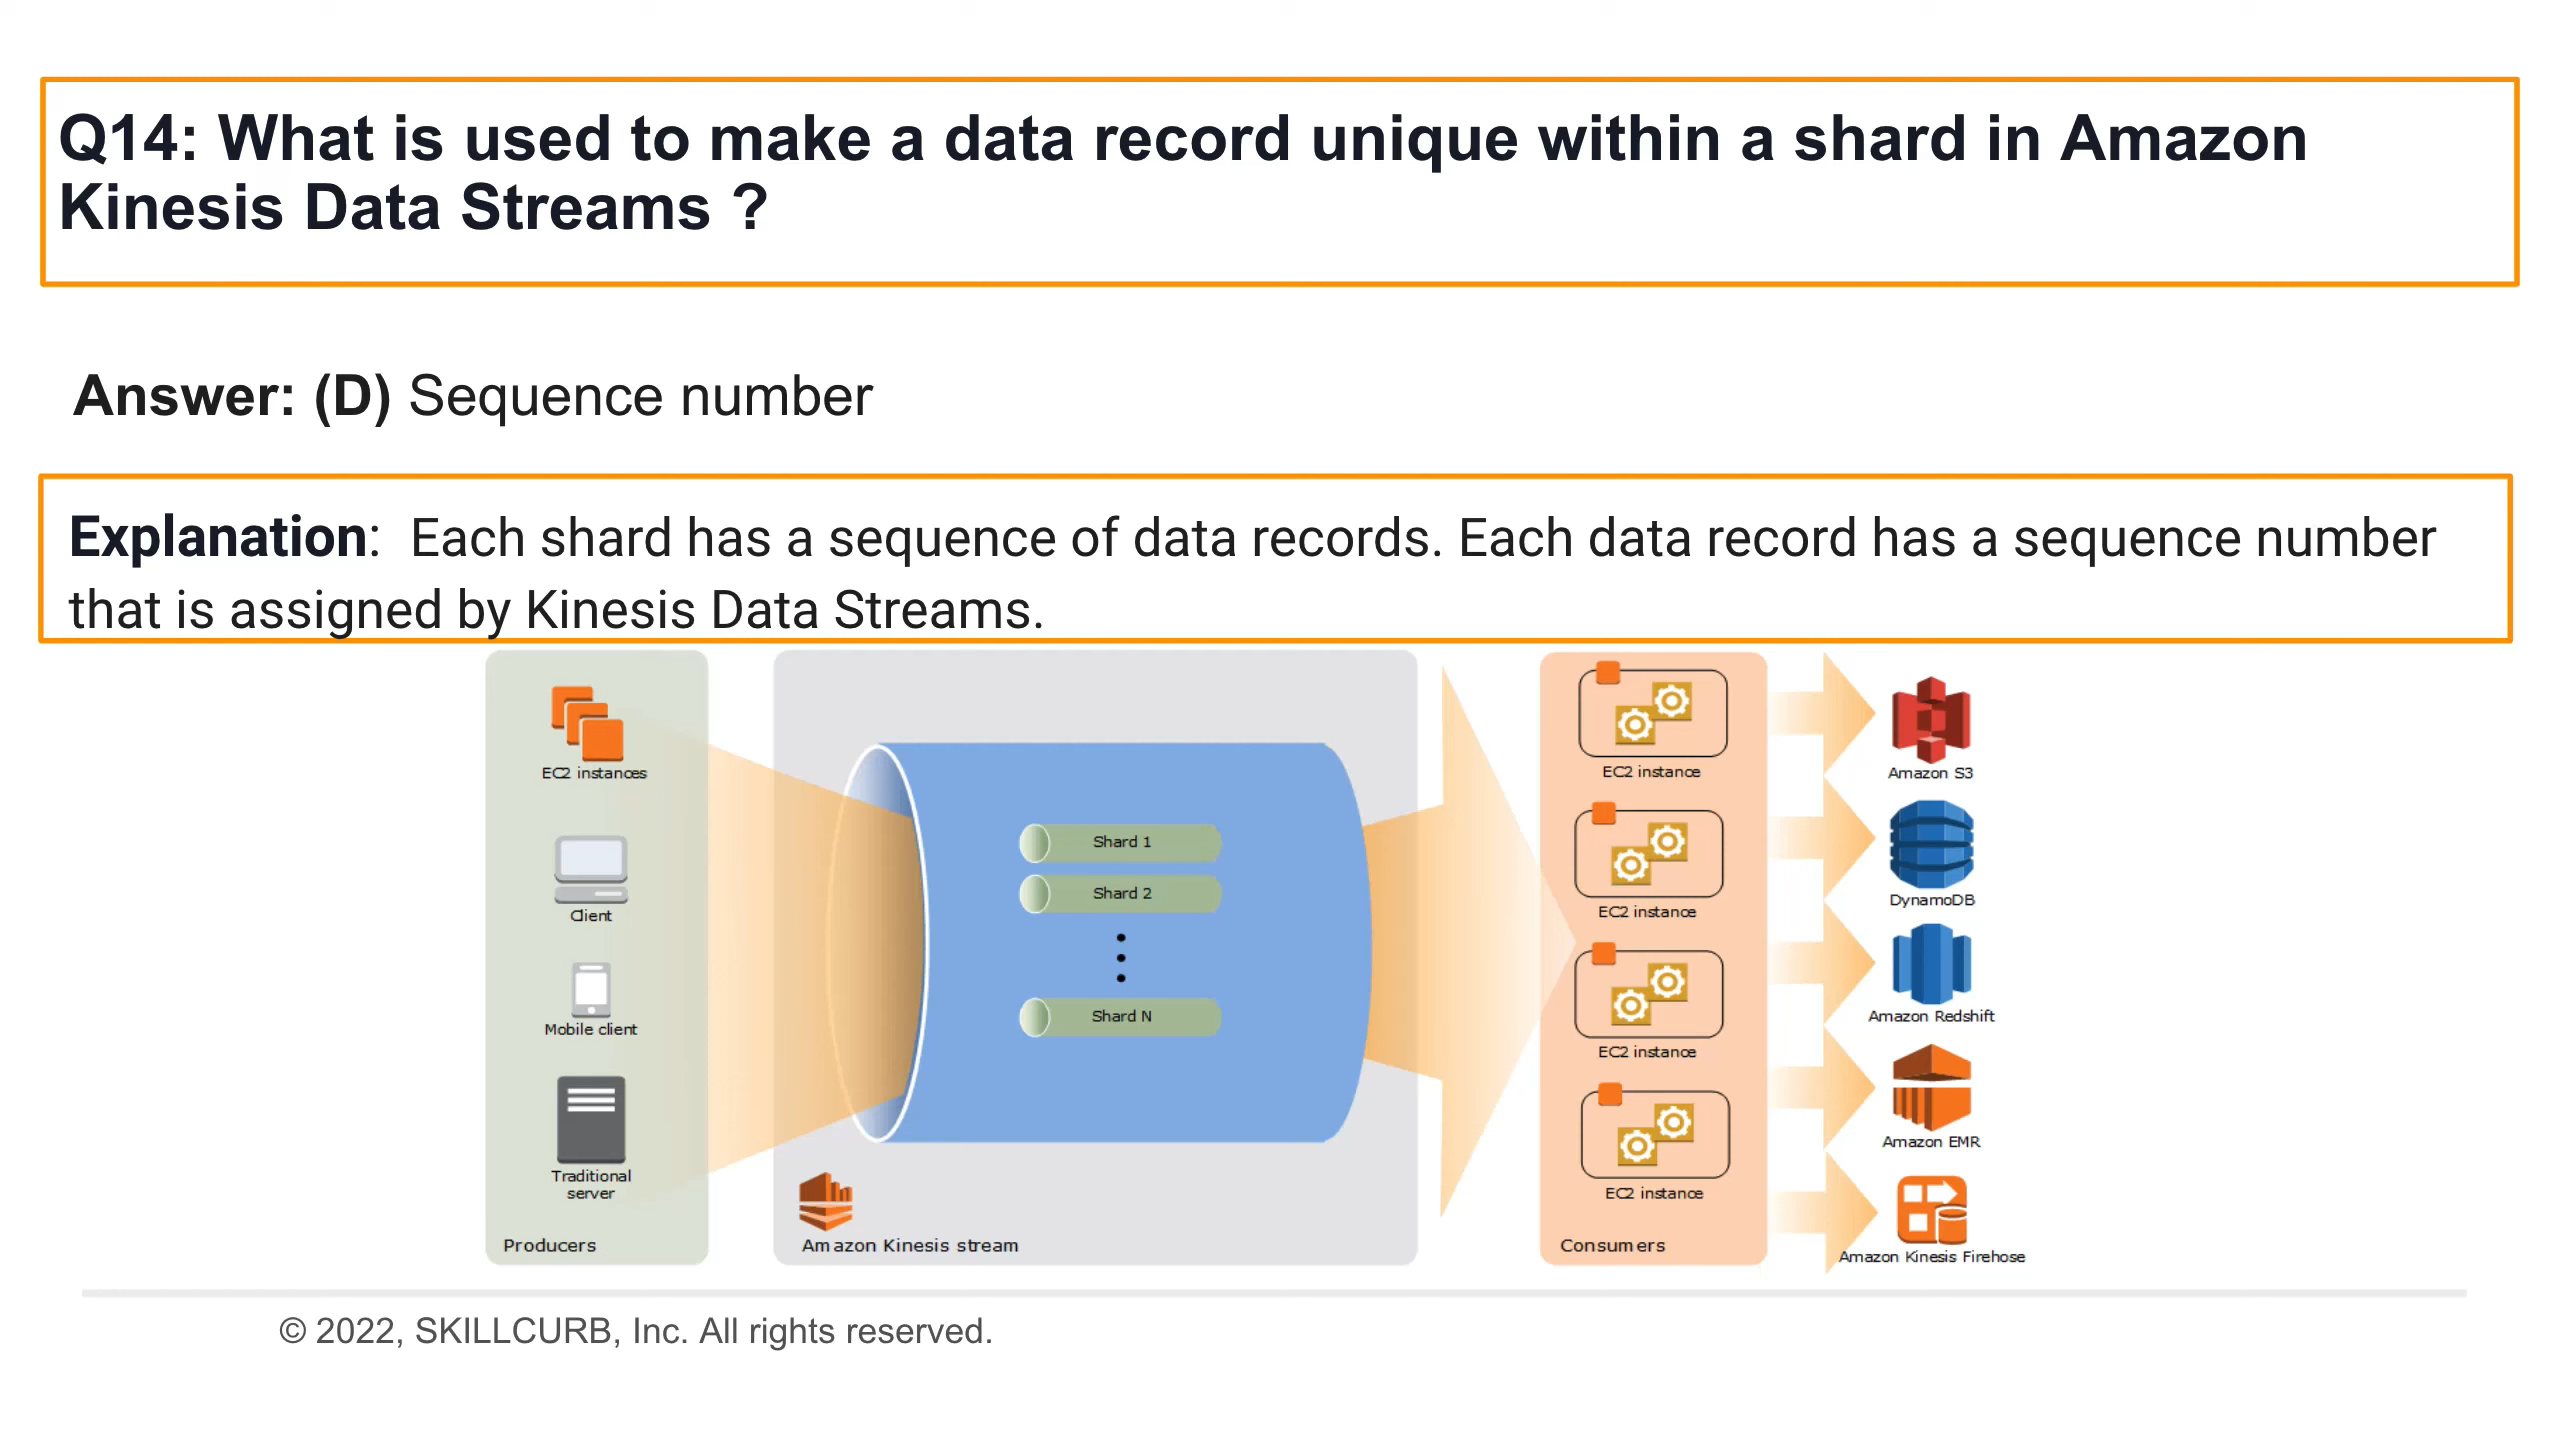 Q14: What is used to make a data record unique within a shard in Amazon
Kinesis Data Streams ?
Answer: (D) Sequence number
Explanation: Each shard has a sequence of data records. Each data record has a sequence number
that is assigned by Kinesis Data Streams.
EC2 instances
Client
Mobile client
Traditional
server
Producers
Shard 1
Shard 2
Shard N
Amazon Kinesis stream
EC2 instance
EC2 instance
EC2 instance
EC2 instance
Consumers
Amazon S3
DynamoDB
Amazon Redshift
Amazon EMR
Amazon Kinesis Firehose
© 2022, SKILLCURB, Inc. All rights reserved.